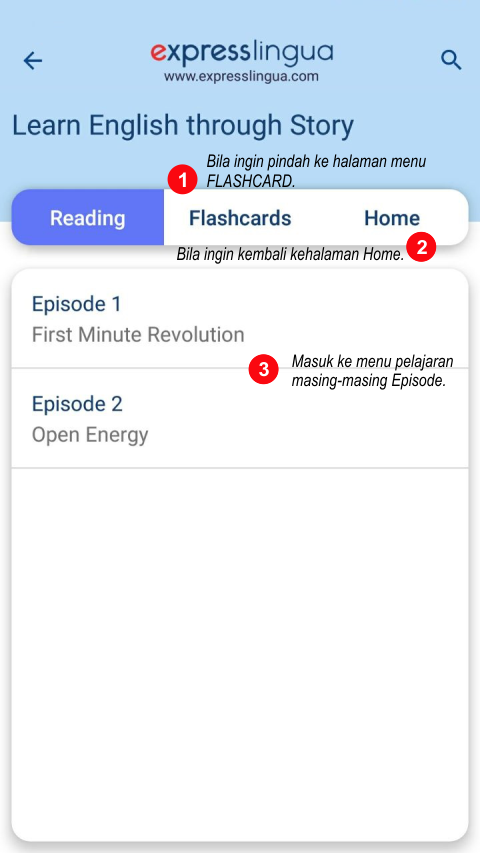 expresslingua
www.expresslingua.com
Learn English through Story
1
Bila ingin pindah ke halaman menu
FLASHCARD.
Reading
Flashcards
Home
Bila ingin kembali kehalaman Home.
2
Episode 1
First Minute Revolution
3
Masuk ke menu pelajaran
masing-masing Episode.
Episode 2
Open Energy